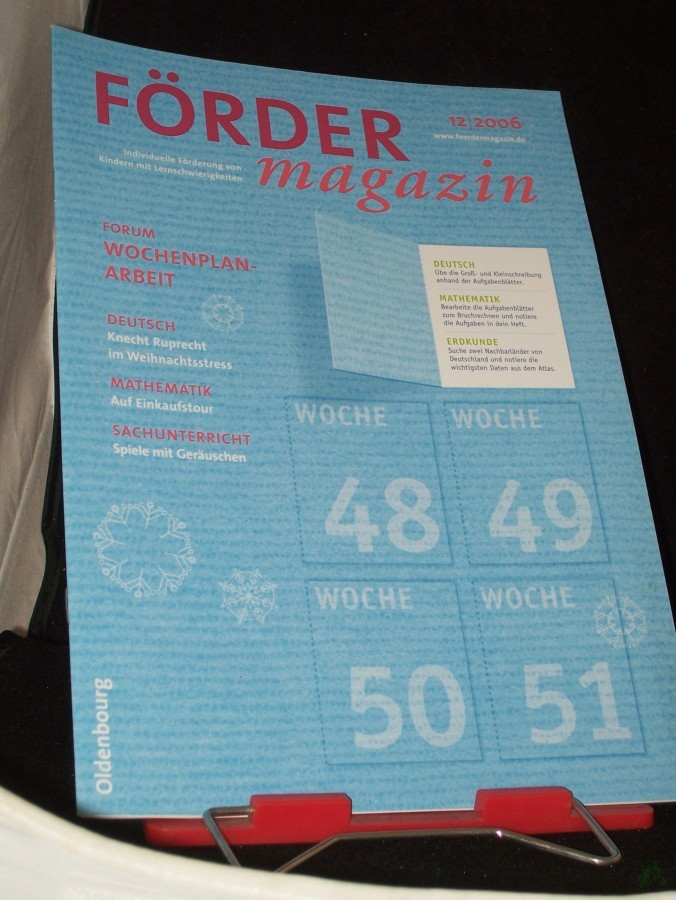 FÖRDER
magazin
12|2006
www.foerdermagazin.de
Individuelle Förderung von
Kindern mit Lernschwierigkeiten
FORUM
WOCHENPLAN-
ARBEIT
DEUTSCH
Knecht Ruprecht
im Weihnachtsstress
MATHEMATIK
Auf Einkaufstour
SACHUNTERRICHT
Spiele mit Geräuschen
DEUTSCH
Übe die Groß- und Kleinschreibung
anhand der Aufgabenblätter.
MATHEMATIK
Bearbeite die Aufgabenblätter
zum Bruchrechnen und notiere
die Aufgaben in dein Heft.
ERDKUNDE
Suche zwei Nachbarländer von
Deutschland und notiere die
wichtigsten Daten aus dem Atlas.
WOCHE
48
WOCHE
49
WOCHE
50
WOCHE
51
Oldenbourg